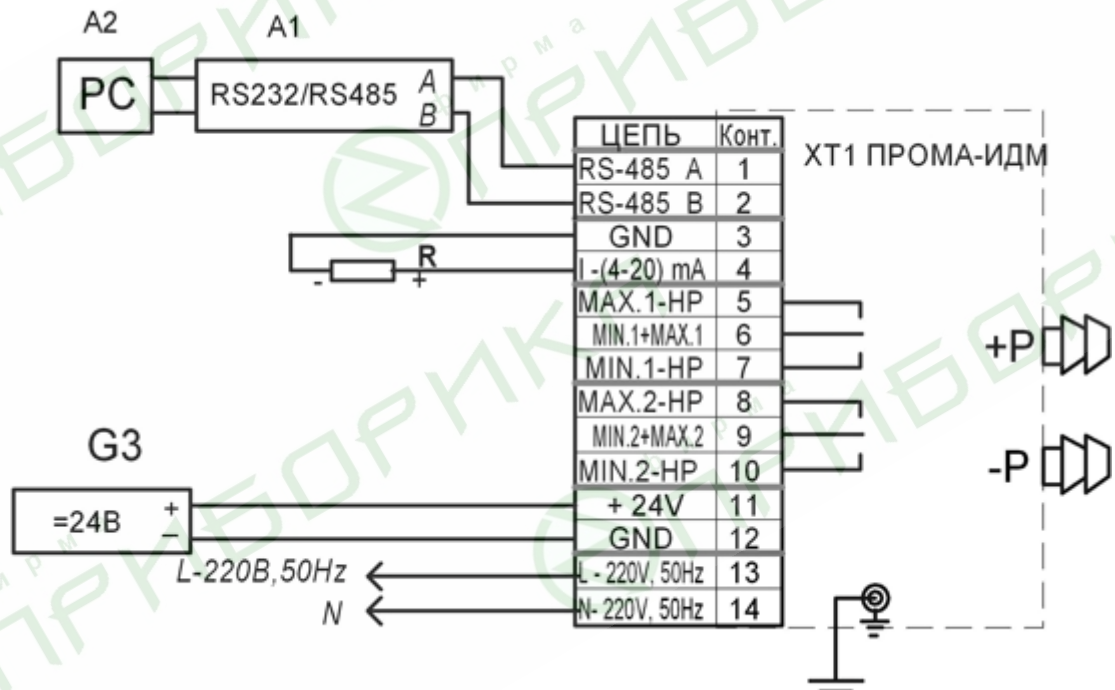 A2
A1
PC
RS232/RS485 A
B
ЦЕПЬ Конт.
ХТ1 ПРОМА-ИДМ
RS-485 A 1
RS-485 B 2
GND 3
I -(4-20) mA 4
R
- +
MAX.1-HP 5
MIN.1+MAX.1 6
MIN.1-HP 7
MAX.2-HP 8
MIN.2+MAX.2 9
MIN.2-HP 10
+P
-P
G3
=24В + –
+ 24V 11
GND 12
L-220В,50Hz
L - 220V, 50Hz 13
N
N- 220V, 50Hz 14
фирма
ПРИБОРИКА